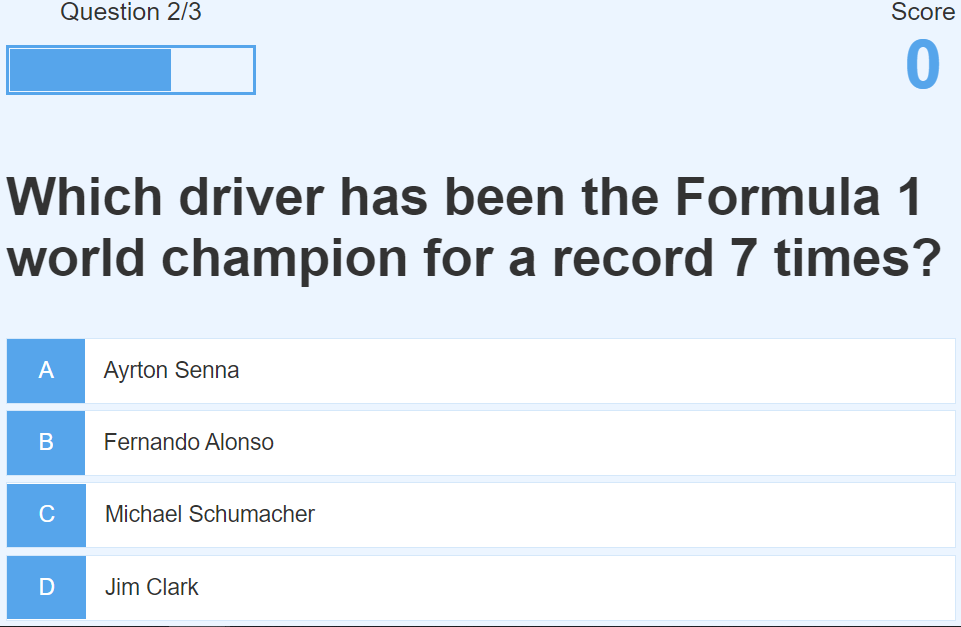 Question 2/3
Score
0
Which driver has been the Formula 1
world champion for a record 7 times?
A Ayrton Senna
B Fernando Alonso
C Michael Schumacher
D Jim Clark